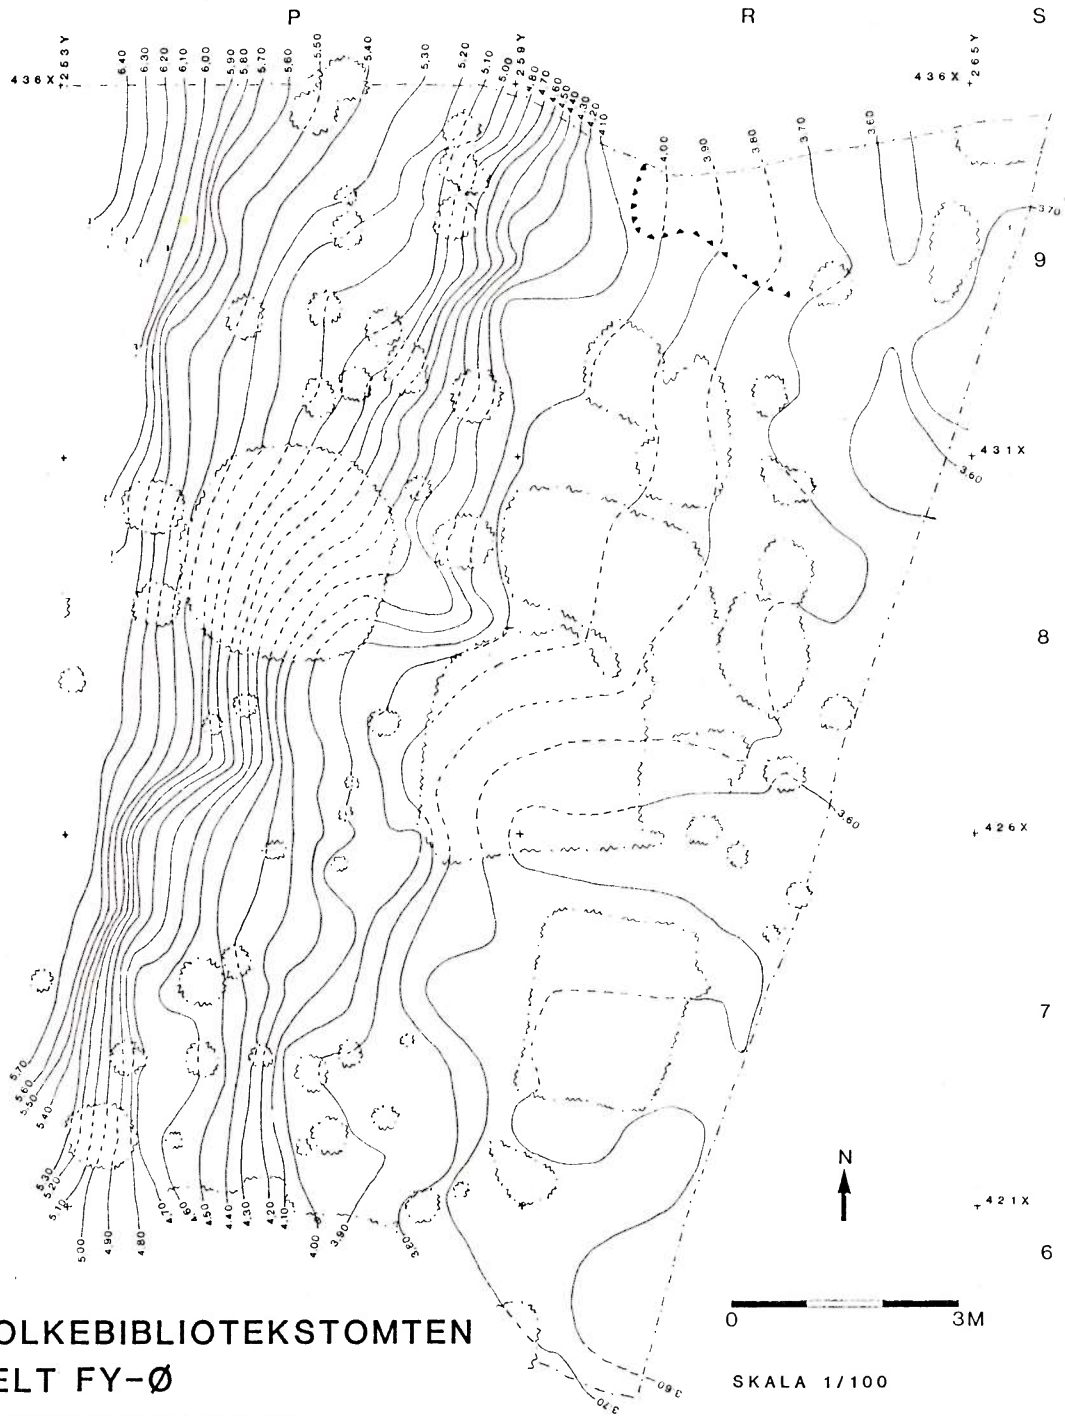 P R S
436X 253Y 6.40 6.30 6.20 6.10 6.00 5.90 5.80 5.70 5.60 5.50 5.40 5.30 5.20 5.10 5.00 259Y 4.80 4.70 4.60 4.50 4.40 4.30 4.20 4.10 4.00 3.90 3.80 3.70 3.60 436X 265Y
3.70
9
431X
3.60
8
3.60
426X
7
5.70
5.60
5.50
5.40
5.30
5.20
5.10
5.00 4.90 4.80 4.70 4.60 4.50 4.40 4.30 4.20 4.10 4.00 3.90 3.80
N
421X
6
0 3M
OLKEBIBLIOTEKSTOMTEN
ELT FY-Ø
SKALA 1/100
3.60
3.70